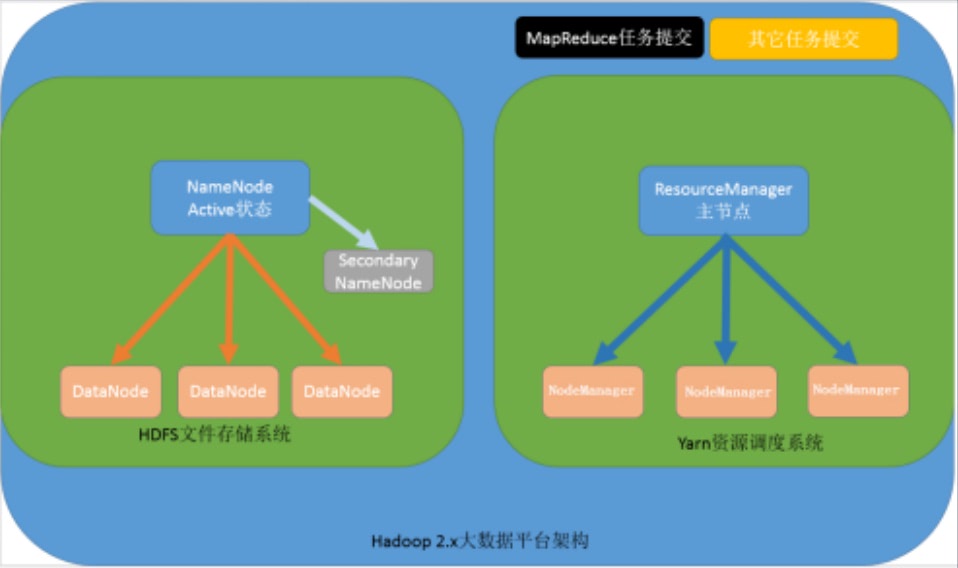 MapReduce任务提交
其它任务提交
NameNode
Active状态
Secondary
NameNode
DataNode
DataNode
DataNode
HDFS文件存储系统
ResourceManager
主节点
NodeManager
NodeManager
NodeManager
Yarn资源调度系统
Hadoop 2.x大数据平台架构